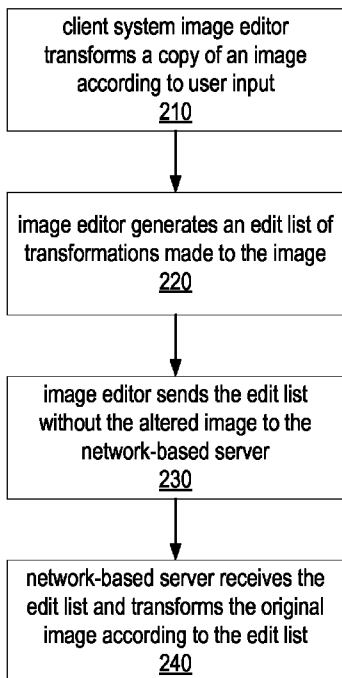 client system image editor
transforms a copy of an image
according to user input
210
image editor generates an edit list of
transformations made to the image
220
image editor sends the edit list
without the altered image to the
network-based server
230
network-based server receives the
edit list and transforms the original
image according to the edit list
240